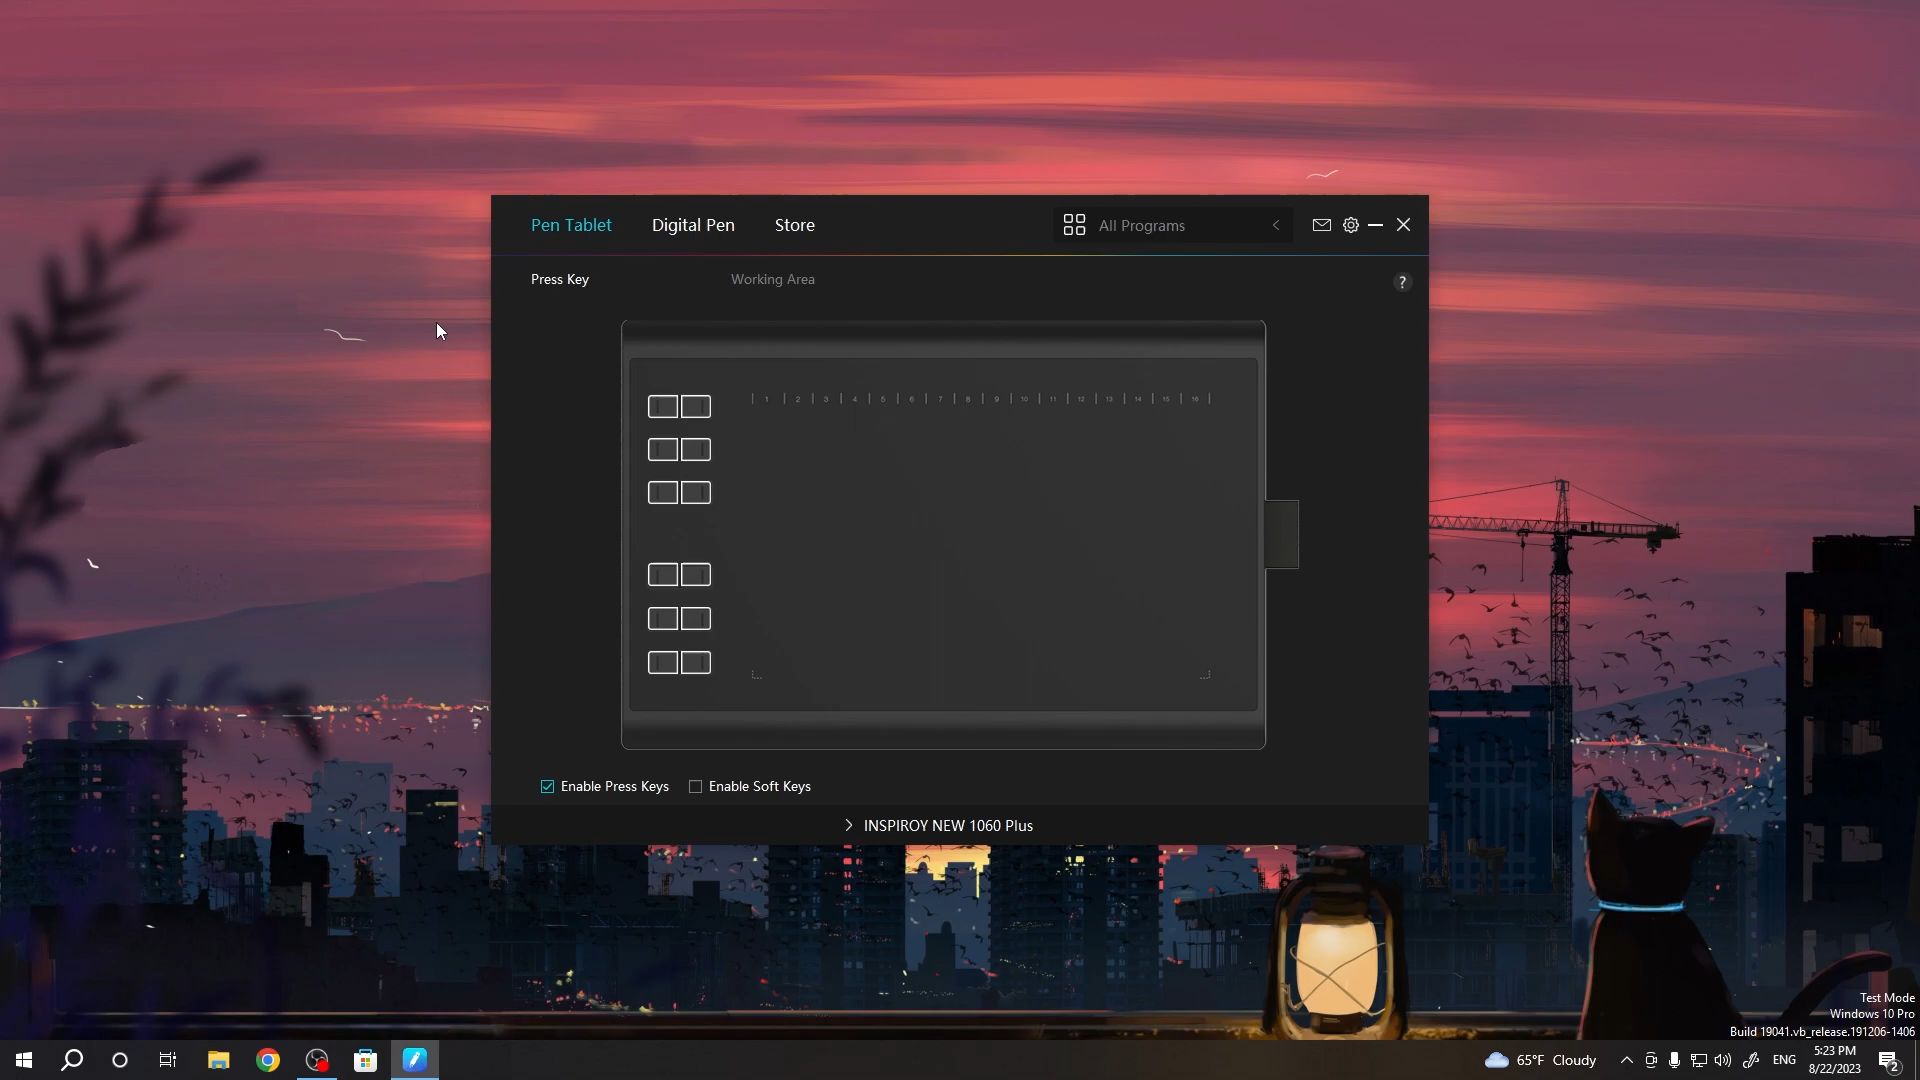 Pen Tablet Digital Pen Store All Programs
Press Key Working Area ?
1 2 3 4 5 6 7 8 9 10 11 12 13 14 15 16
Enable Press Keys Enable Soft Keys
INSPIROY NEW 1060 Plus
Test Mode
Windows 10 Pro
Build 19041.vb_release.191206-1406
65°F Cloudy ENG 5:23 PM
8/22/2023 2